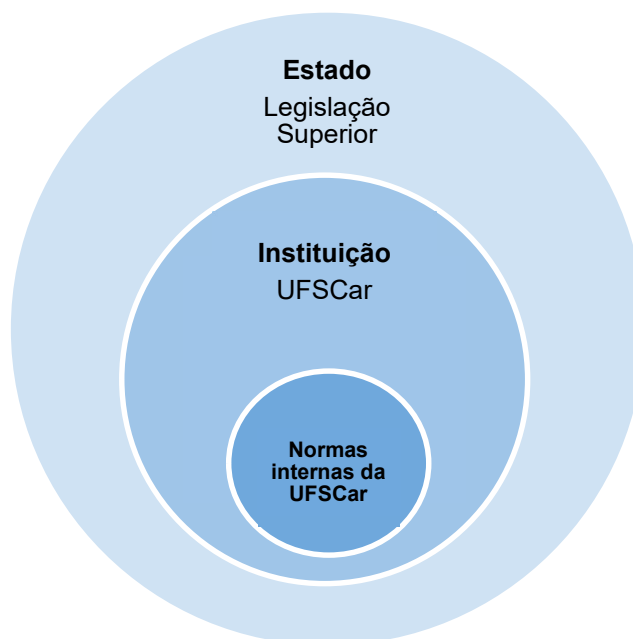 Estado
Legislação
Superior
Instituição
UFSCar
Normas
internas da
UFSCar